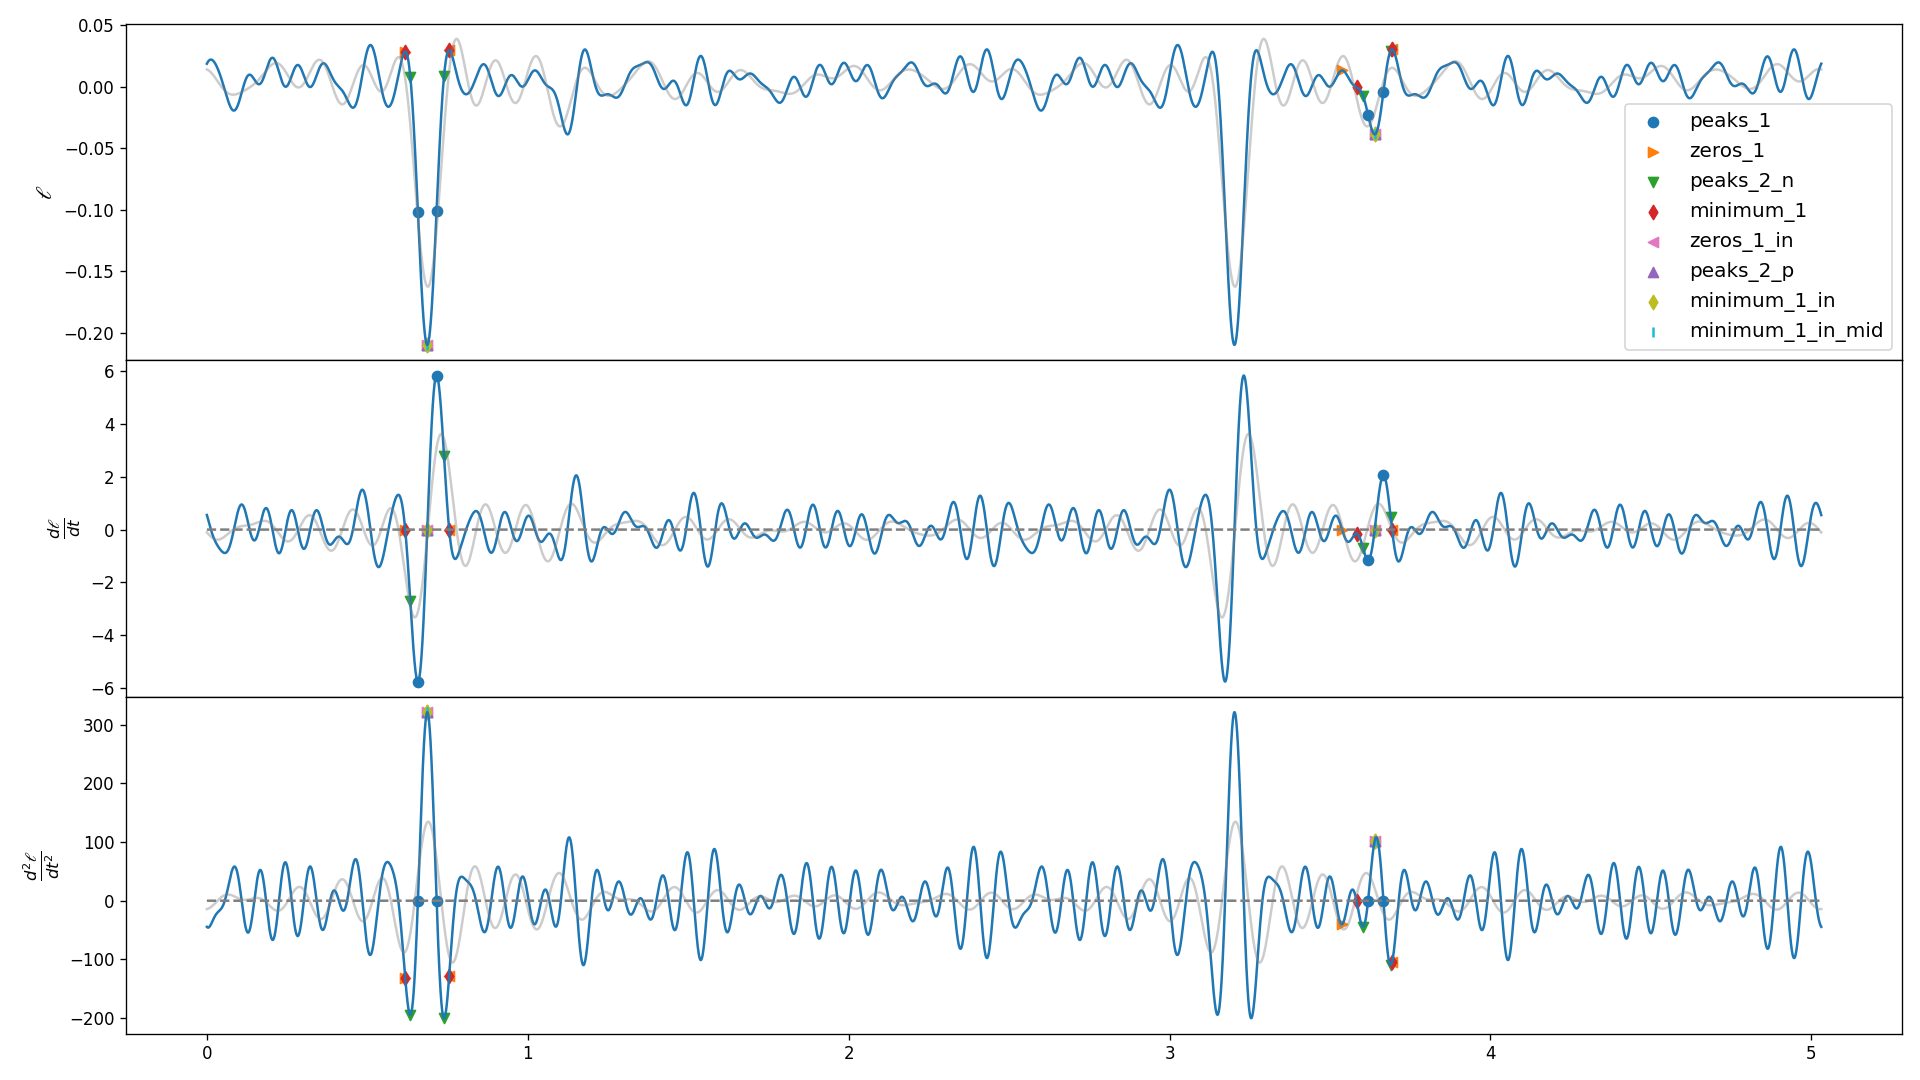 0.05
0.00
−0.05
−0.10
−0.15
−0.20
ℓ
peaks_1
zeros_1
peaks_2_n
minimum_1
zeros_1_in
peaks_2_p
minimum_1_in
minimum_1_in_mid
6
4
2
0
−2
−4
−6
dℓ
dt
300
200
100
0
−100
−200
d²ℓ
dt²
0 1 2 3 4 5